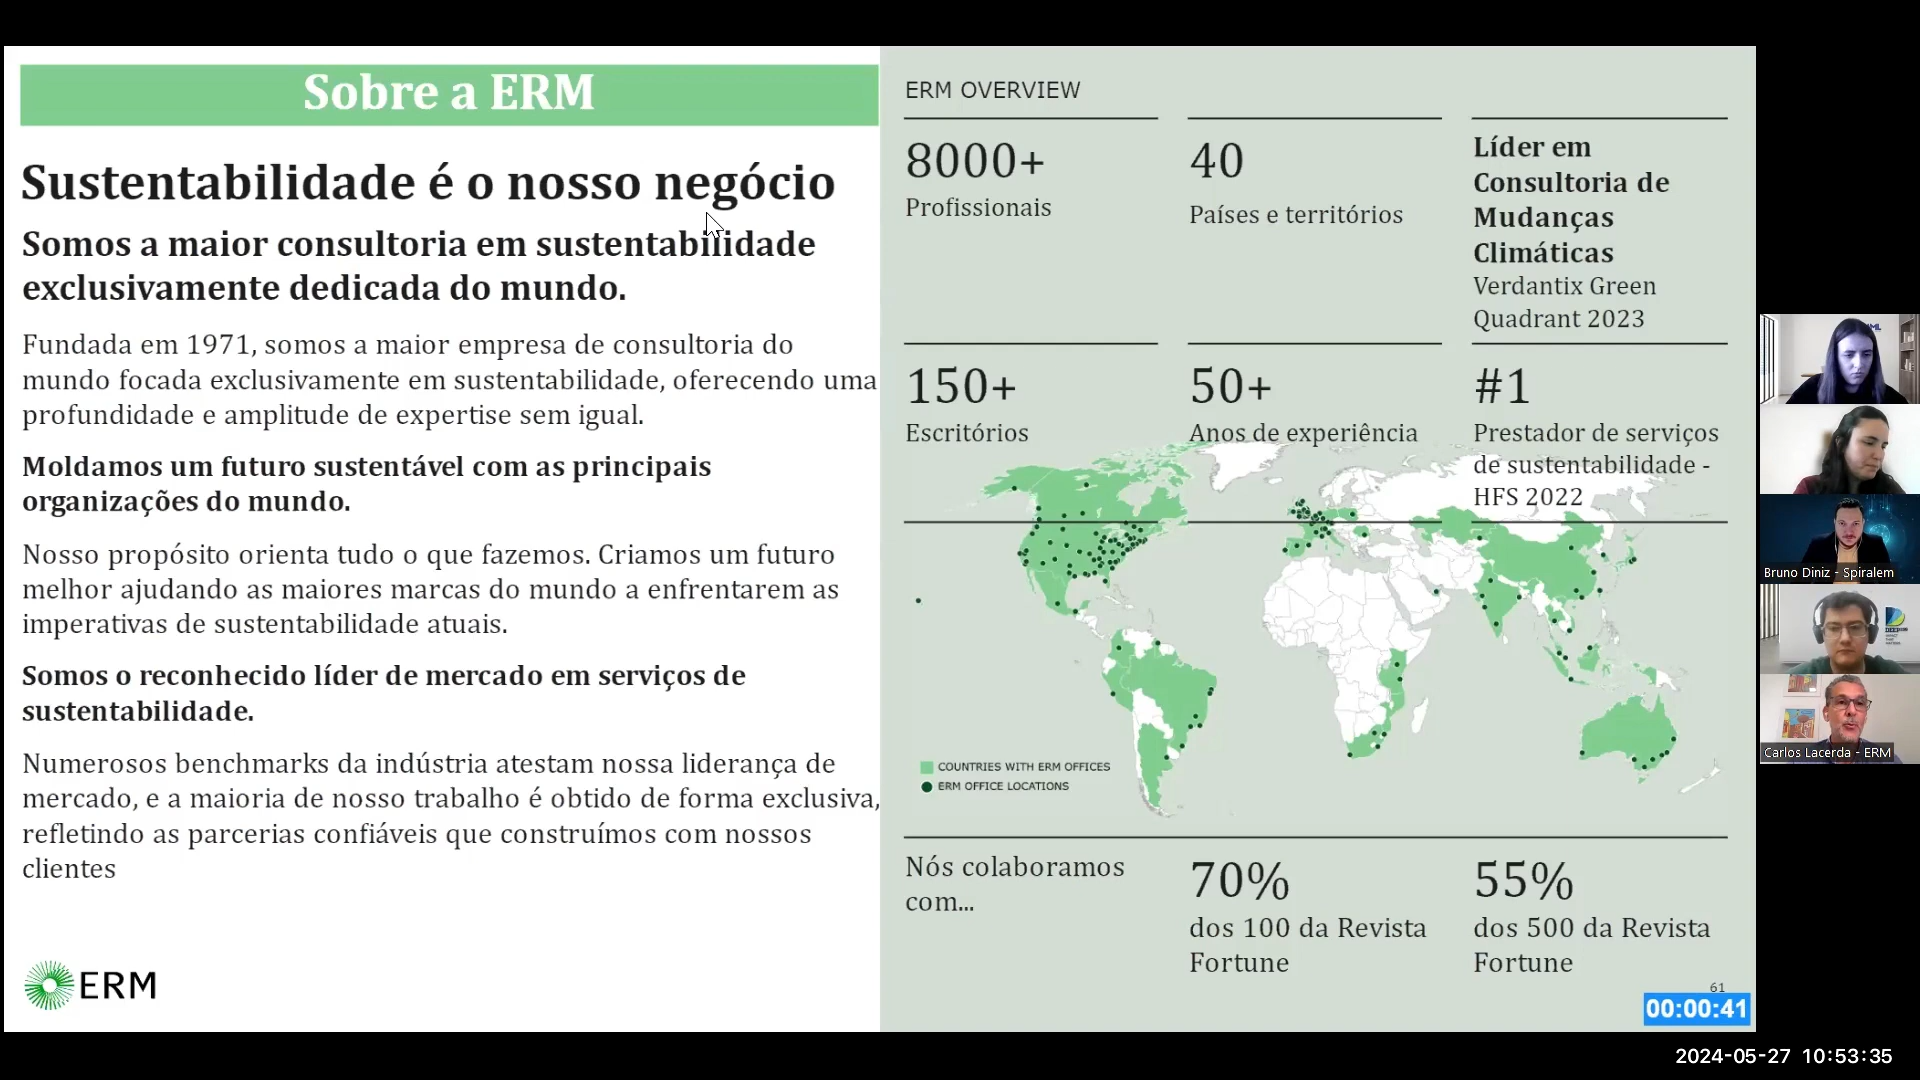 Sobre a ERM
Sustentabilidade é o nosso negócio
Somos a maior consultoria em sustentabilidade
exclusivamente dedicada do mundo.
Fundada em 1971, somos a maior empresa de consultoria do
mundo focada exclusivamente em sustentabilidade, oferecendo uma
profundidade e amplitude de expertise sem igual.
Moldamos um futuro sustentável com as principais
organizações do mundo.
Nosso propósito orienta tudo o que fazemos. Criamos um futuro
melhor ajudando as maiores marcas do mundo a enfrentarem as
imperativas de sustentabilidade atuais.
Somos o reconhecido líder de mercado em serviços de
sustentabilidade.
Numerosos benchmarks da indústria atestam nossa liderança de
mercado, e a maioria de nosso trabalho é obtido de forma exclusiva,
refletindo as parcerias confiáveis que construímos com nossos
clientes
ERM
ERM OVERVIEW
8000+
Profissionais
40
Países e territórios
Líder em
Consultoria de
Mudanças
Climáticas
Verdantix Green
Quadrant 2023
150+
Escritórios
50+
Anos de experiência
#1
Prestador de serviços
de sustentabilidade -
HFS 2022
COUNTRIES WITH ERM OFFICES
ERM OFFICE LOCATIONS
Nós colaboramos
com...
70%
dos 100 da Revista
Fortune
55%
dos 500 da Revista
Fortune
61
00:00:41
Bruno Diniz - Spiralem
Carlos Lacerda - ERM
2024-05-27 10:53:35